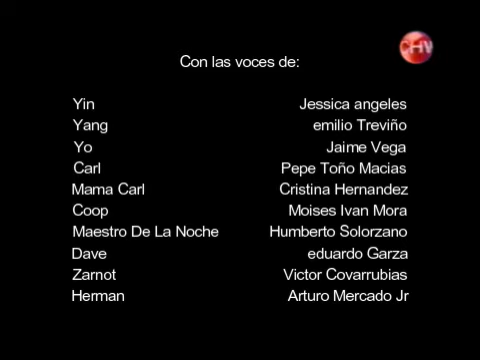 Con las voces de:
CHV
Yin Jessica angeles
Yang emilio Treviño
Yo Jaime Vega
Carl Pepe Toño Macias
Mama Carl Cristina Hernandez
Coop Moises Ivan Mora
Maestro De La Noche Humberto Solorzano
Dave eduardo Garza
Zarnot Victor Covarrubias
Herman Arturo Mercado Jr